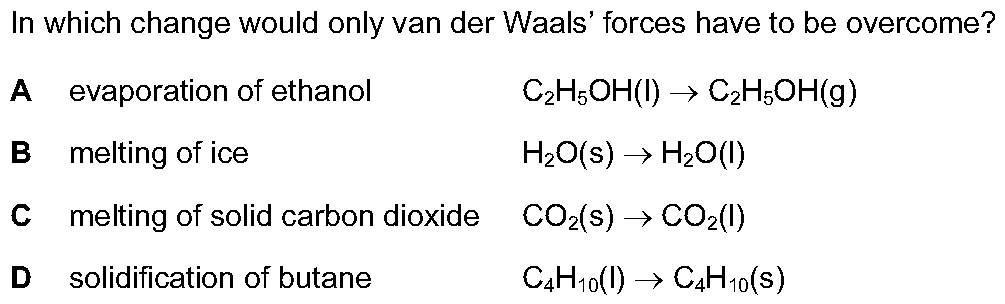 In which change would only van der Waals’ forces have to be overcome?
A evaporation of ethanol C₂H₅OH(l) → C₂H₅OH(g)
B melting of ice H₂O(s) → H₂O(l)
C melting of solid carbon dioxide CO₂(s) → CO₂(l)
D solidification of butane C₄H₁₀(l) → C₄H₁₀(s)